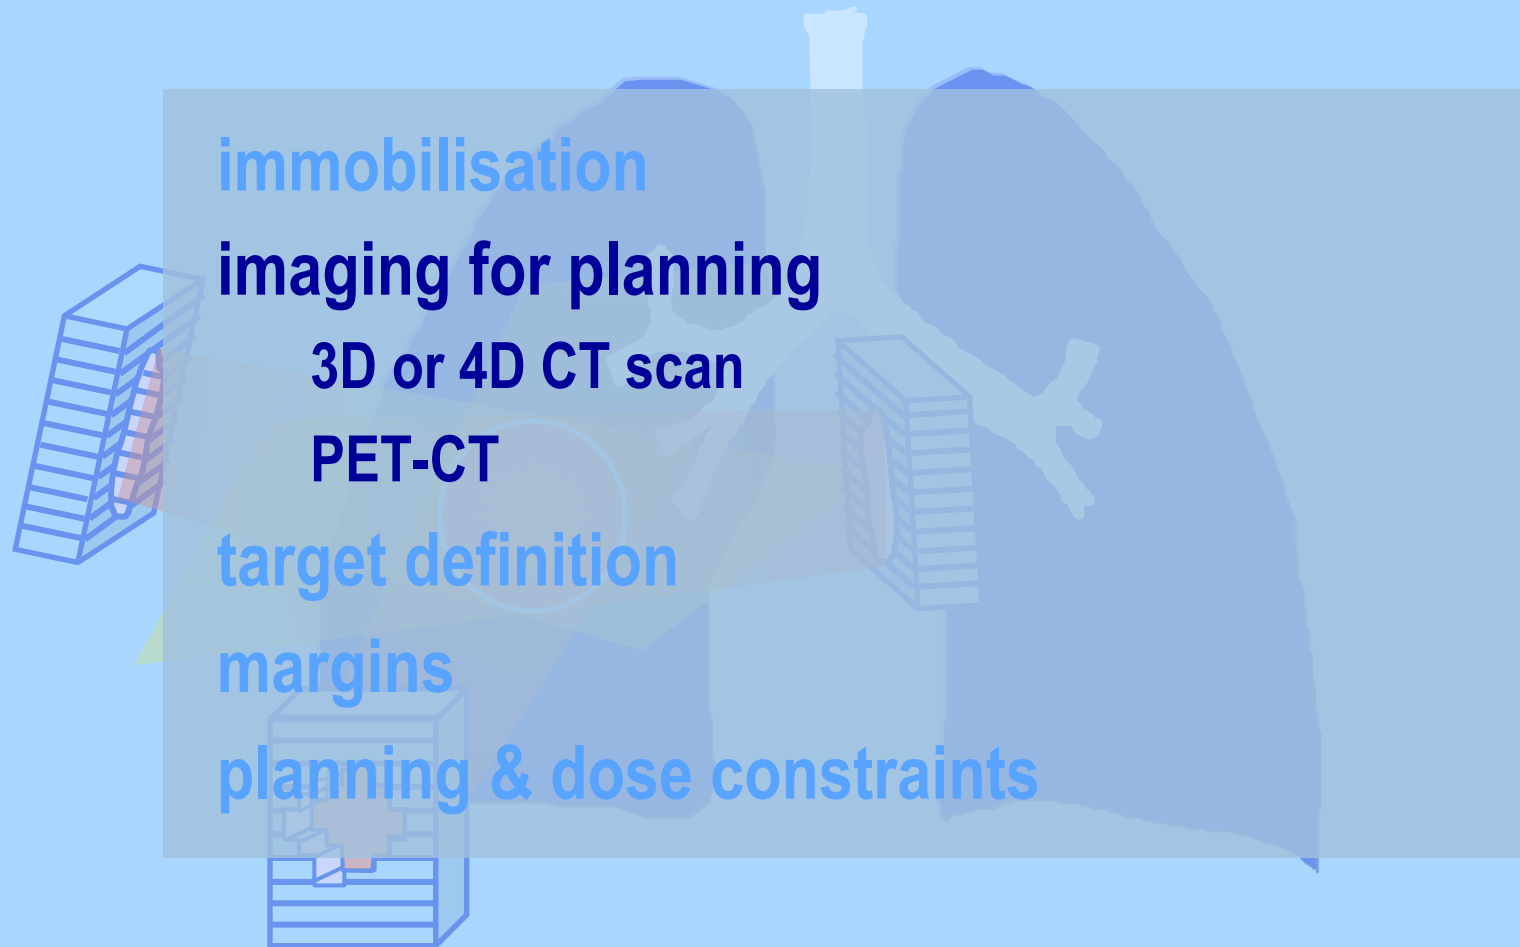 immobilisation
imaging for planning
3D or 4D CT scan
PET-CT
target definition
margins
planning & dose constraints